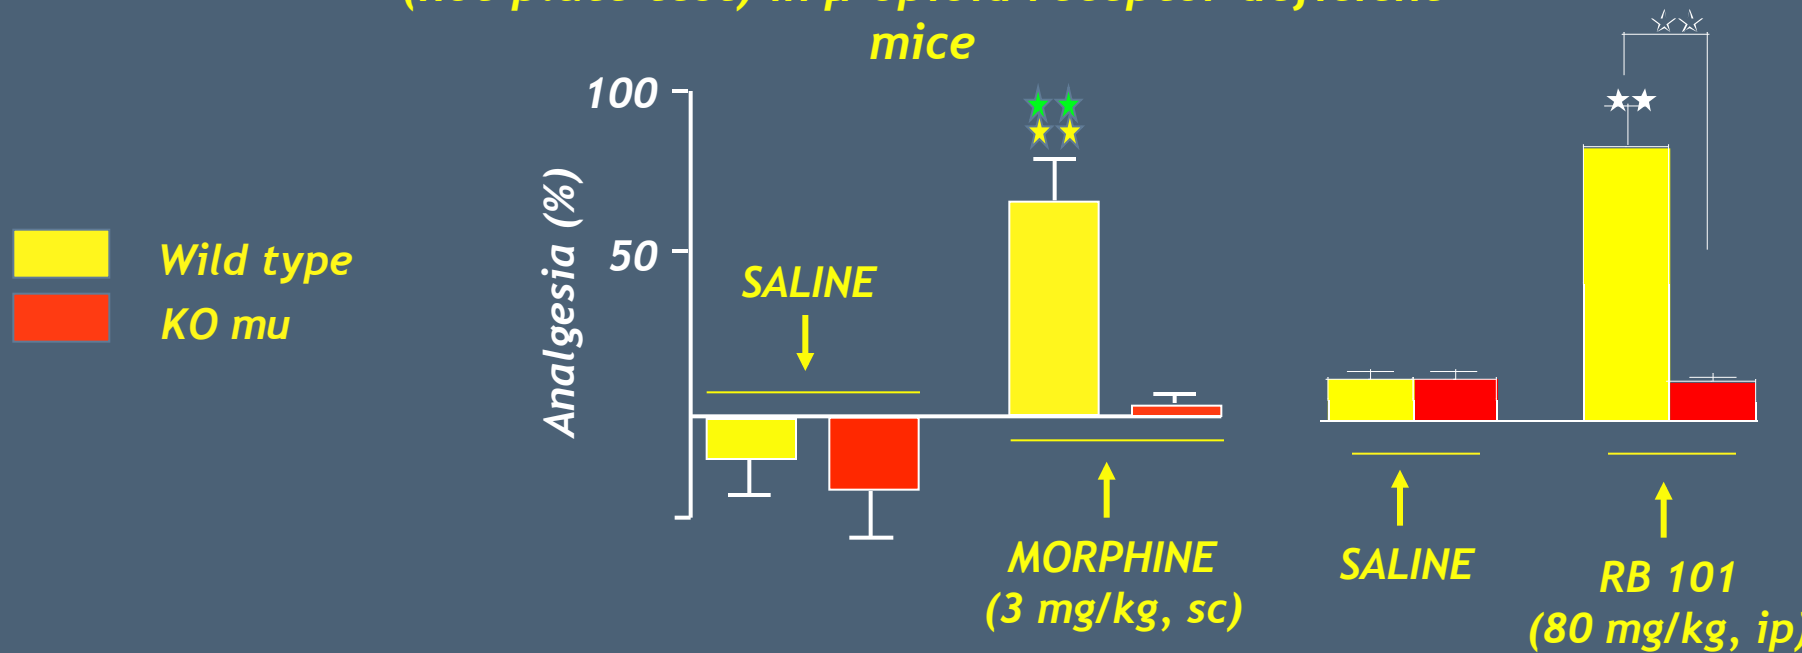 mice
100
50
Analgesia (%)
Wild type
KO mu
SALINE
MORPHINE
(3 mg/kg, sc)
SALINE
RB 101
(80 mg/kg, ip)